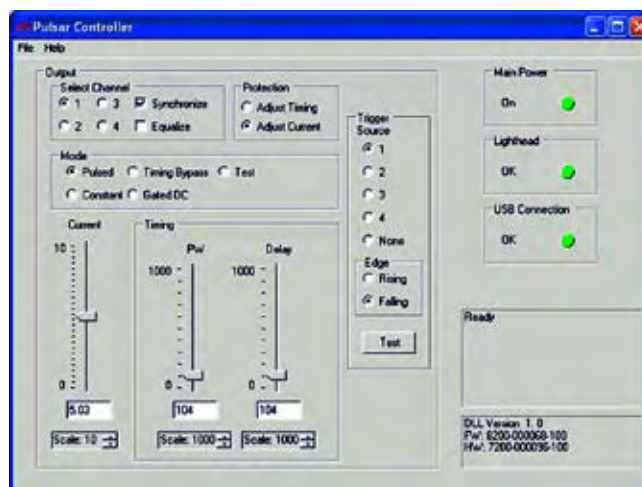 Pulsar Controller
File Help
Output
Select Channel
1 3 Synchronize
2 4 Equalize
Protection
Adjust Timing
Adjust Current
Mode
Pulsed Timing Bypass Test
Constant Gated DC
Current
10
0
5.03
Scale: 10
Timing
PW
1000
0
104
Scale: 1000
Delay
1000
0
104
Scale: 1000
Trigger
Source
1
2
3
4
None
Edge
Rising
Falling
Test
Main Power
On
Lighthead
OK
USB Connection
OK
Ready
DLL Version 1. 0
FW: 8200-000068-100
HW: 7200-000096-100